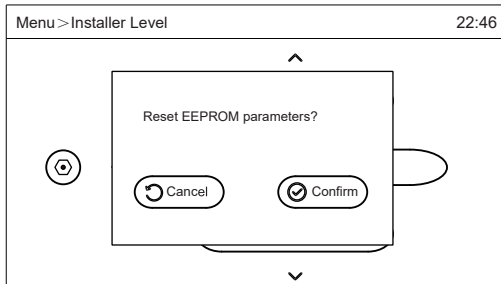 Menu＞Installer Level 22:46
Reset EEPROM parameters?
Cancel Confirm